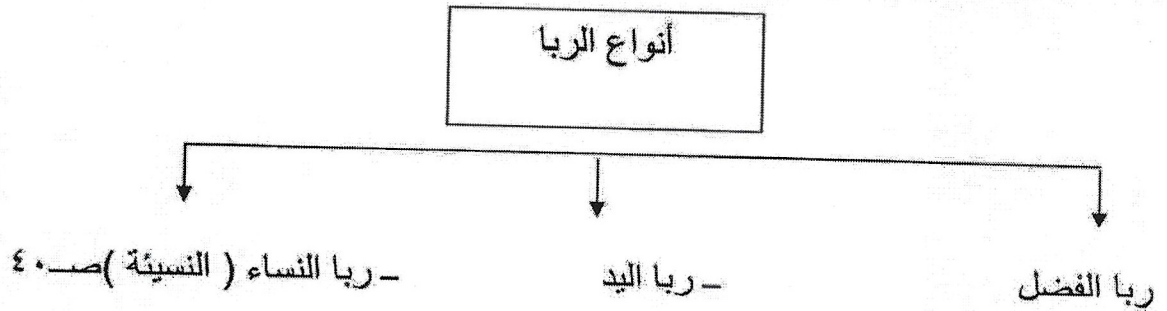 أنواع الربا
ربا الفضل
– ربا اليد
– ربا النساء ( النسيئة )صـ٤٠